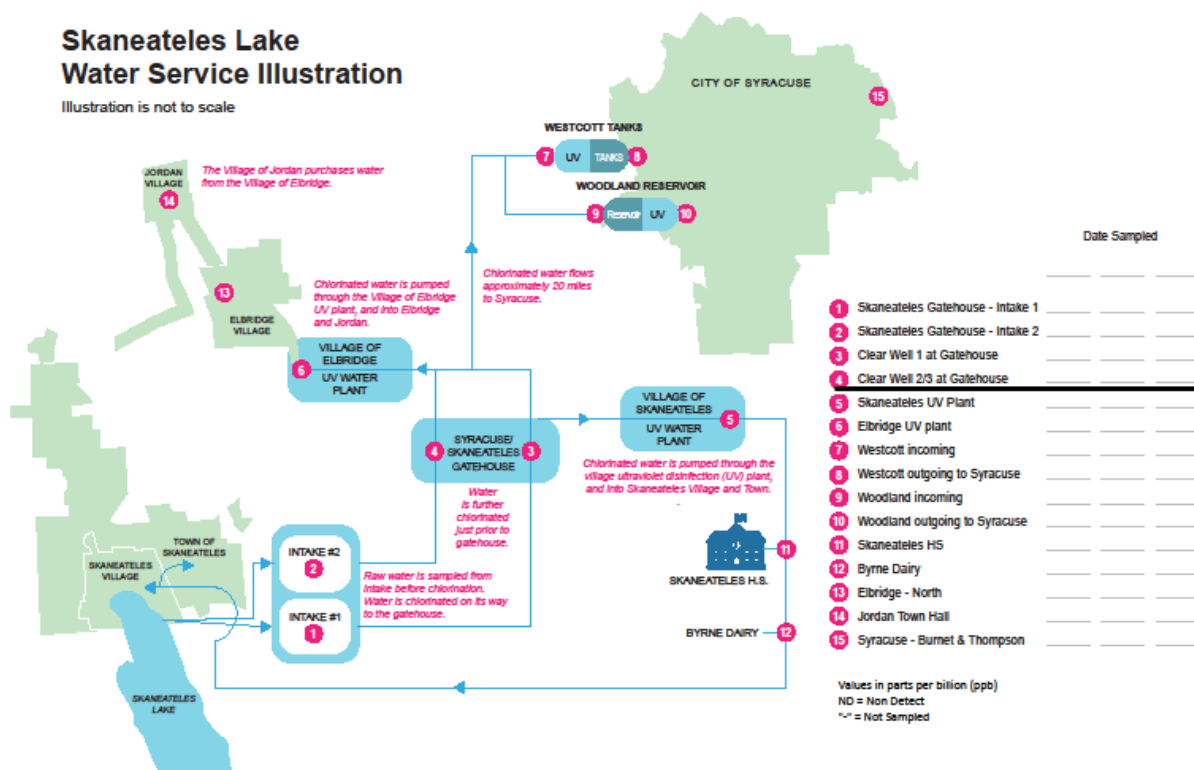 Skaneateles Lake
Water Service Illustration
Illustration is not to scale
CITY OF SYRACUSE
15
WESTCOTT TANKS
7
UV
TANKS
8
WOODLAND RESERVOIR
9
Reservoir
UV
10
JORDAN
VILLAGE
14
The Village of Jordan purchases water
from the Village of Elbridge.
13
ELBRIDGE
VILLAGE
Chlorinated water is pumped
through the Village of Elbridge
UV plant, and into Elbridge
and Jordan.
Chlorinated water flows
approximately 20 miles
to Syracuse.
6
VILLAGE OF
ELBRIDGE
UV WATER
PLANT
VILLAGE OF
SKANEATELES
UV WATER
PLANT
5
4
SYRACUSE/
SKANEATELES
GATEHOUSE
3
Chlorinated water is pumped through the
village ultraviolet disinfection (UV) plant,
and into Skaneateles Village and Town.
-
Water
is further
chlorinated
just prior to
gatehouse.
TOWN OF
SKANEATELES
SKANEATELES
VILLAGE
INTAKE #2
2
INTAKE #1
1
Raw water is sampled from
intake before chlorination.
Water is chlorinated on its way
to the gatehouse.
11
SKANEATELES H.S.
BYRNE DAIRY
12
SKANEATELES
LAKE
Date Sampled
1 Skaneateles Gatehouse - Intake 1
2 Skaneateles Gatehouse - Intake 2
3 Clear Well 1 at Gatehouse
4 Clear Well 2/3 at Gatehouse
5 Skaneateles UV Plant
6 Elbridge UV plant
7 Westcott incoming
8 Westcott outgoing to Syracuse
9 Woodland incoming
10 Woodland outgoing to Syracuse
11 Skaneateles HS
12 Byrne Dairy
13 Elbridge - North
14 Jordan Town Hall
15 Syracuse - Burnet & Thompson
Values in parts per billion (ppb)
ND = Non Detect
"-" = Not Sampled